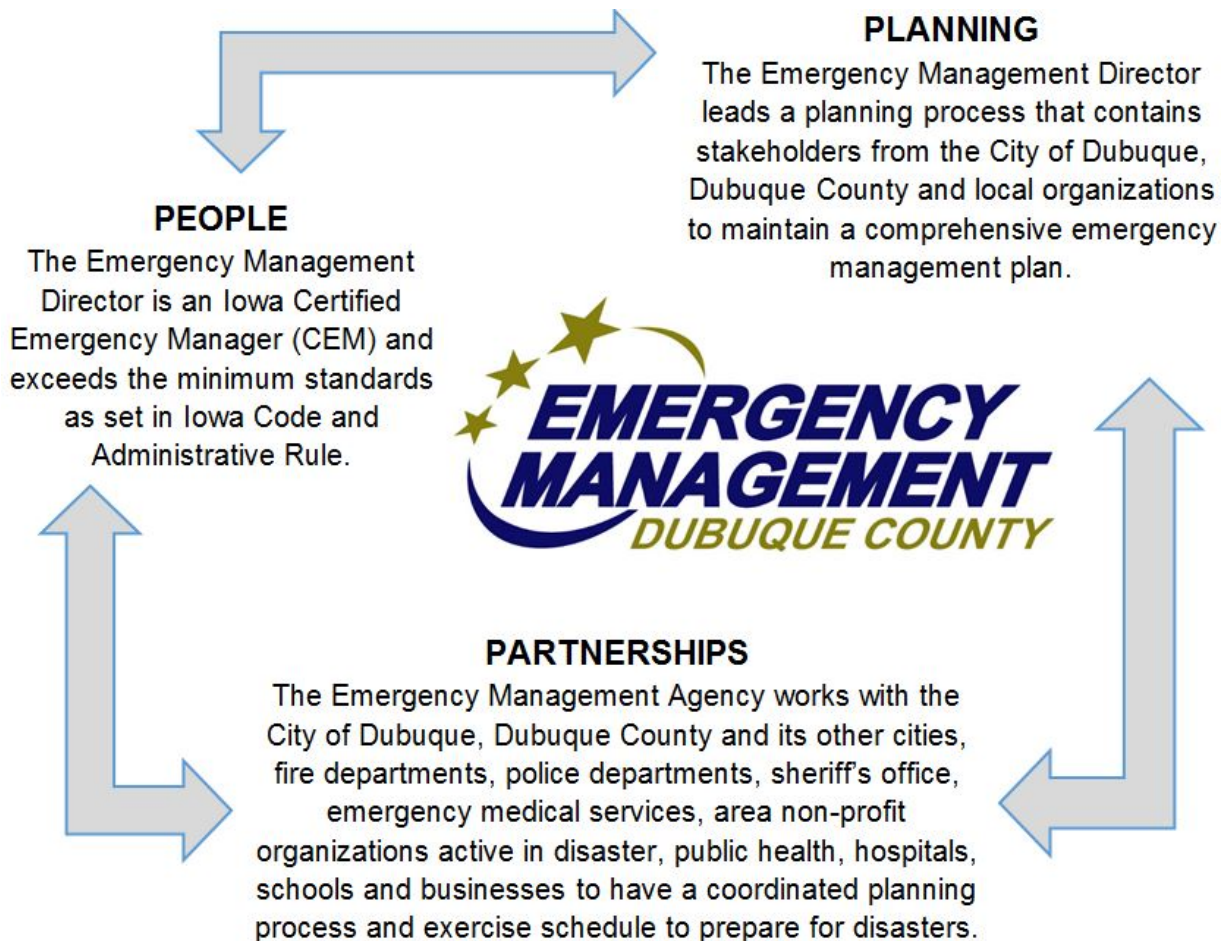 PLANNING
The Emergency Management Director
leads a planning process that contains
stakeholders from the City of Dubuque,
Dubuque County and local organizations
to maintain a comprehensive emergency
management plan.
PEOPLE
The Emergency Management
Director is an Iowa Certified
Emergency Manager (CEM) and
exceeds the minimum standards
as set in Iowa Code and
Administrative Rule.
EMERGENCY
MANAGEMENT
DUBUQUE COUNTY
PARTNERSHIPS
The Emergency Management Agency works with the
City of Dubuque, Dubuque County and its other cities,
fire departments, police departments, sheriff's office,
emergency medical services, area non-profit
organizations active in disaster, public health, hospitals,
schools and businesses to have a coordinated planning
process and exercise schedule to prepare for disasters.